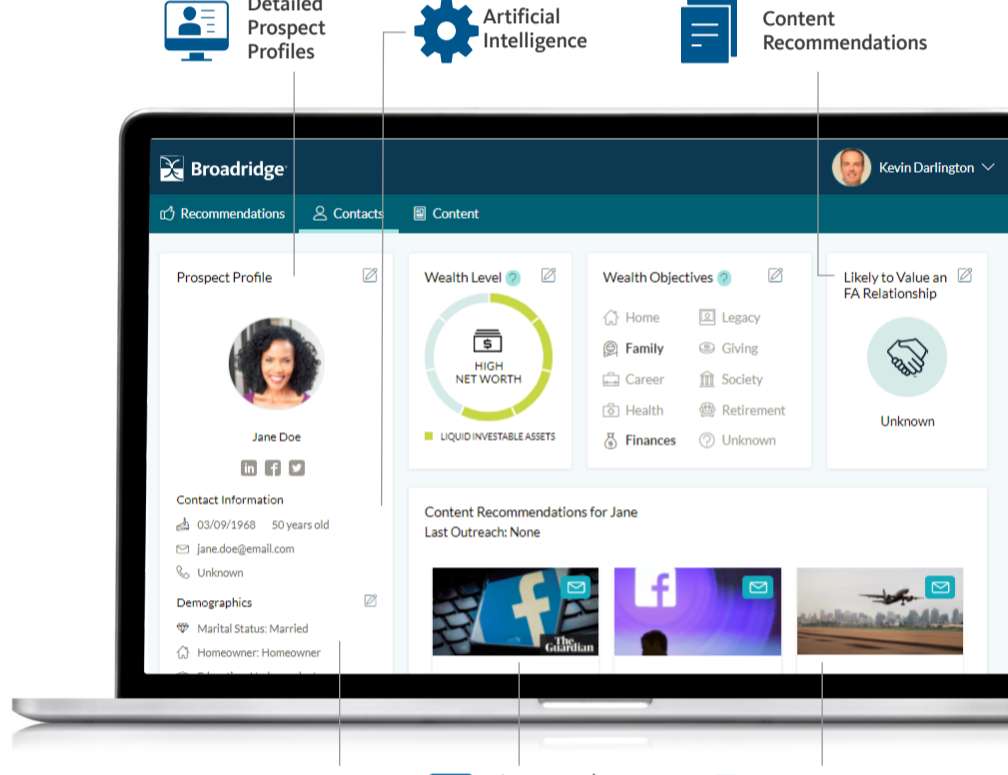 Detailed
Prospect
Profiles
Artificial
Intelligence
Content
Recommendations
Broadridge
Kevin Darlington
Recommendations
Contacts
Content
Prospect Profile
Jane Doe
in f
Contact Information
03/09/1968 50 years old
jane.doe@email.com
Unknown
Demographics
Marital Status: Married
Homeowner: Homeowner
Wealth Level ?
$
HIGH
NET WORTH
LIQUID INVESTABLE ASSETS
Wealth Objectives ?
Home
Legacy
Family
Giving
Career
Society
Health
Retirement
Finances
Unknown
Likely to Value an
FA Relationship
Unknown
Content Recommendations for Jane
Last Outreach: None
f
The
Guardian
f